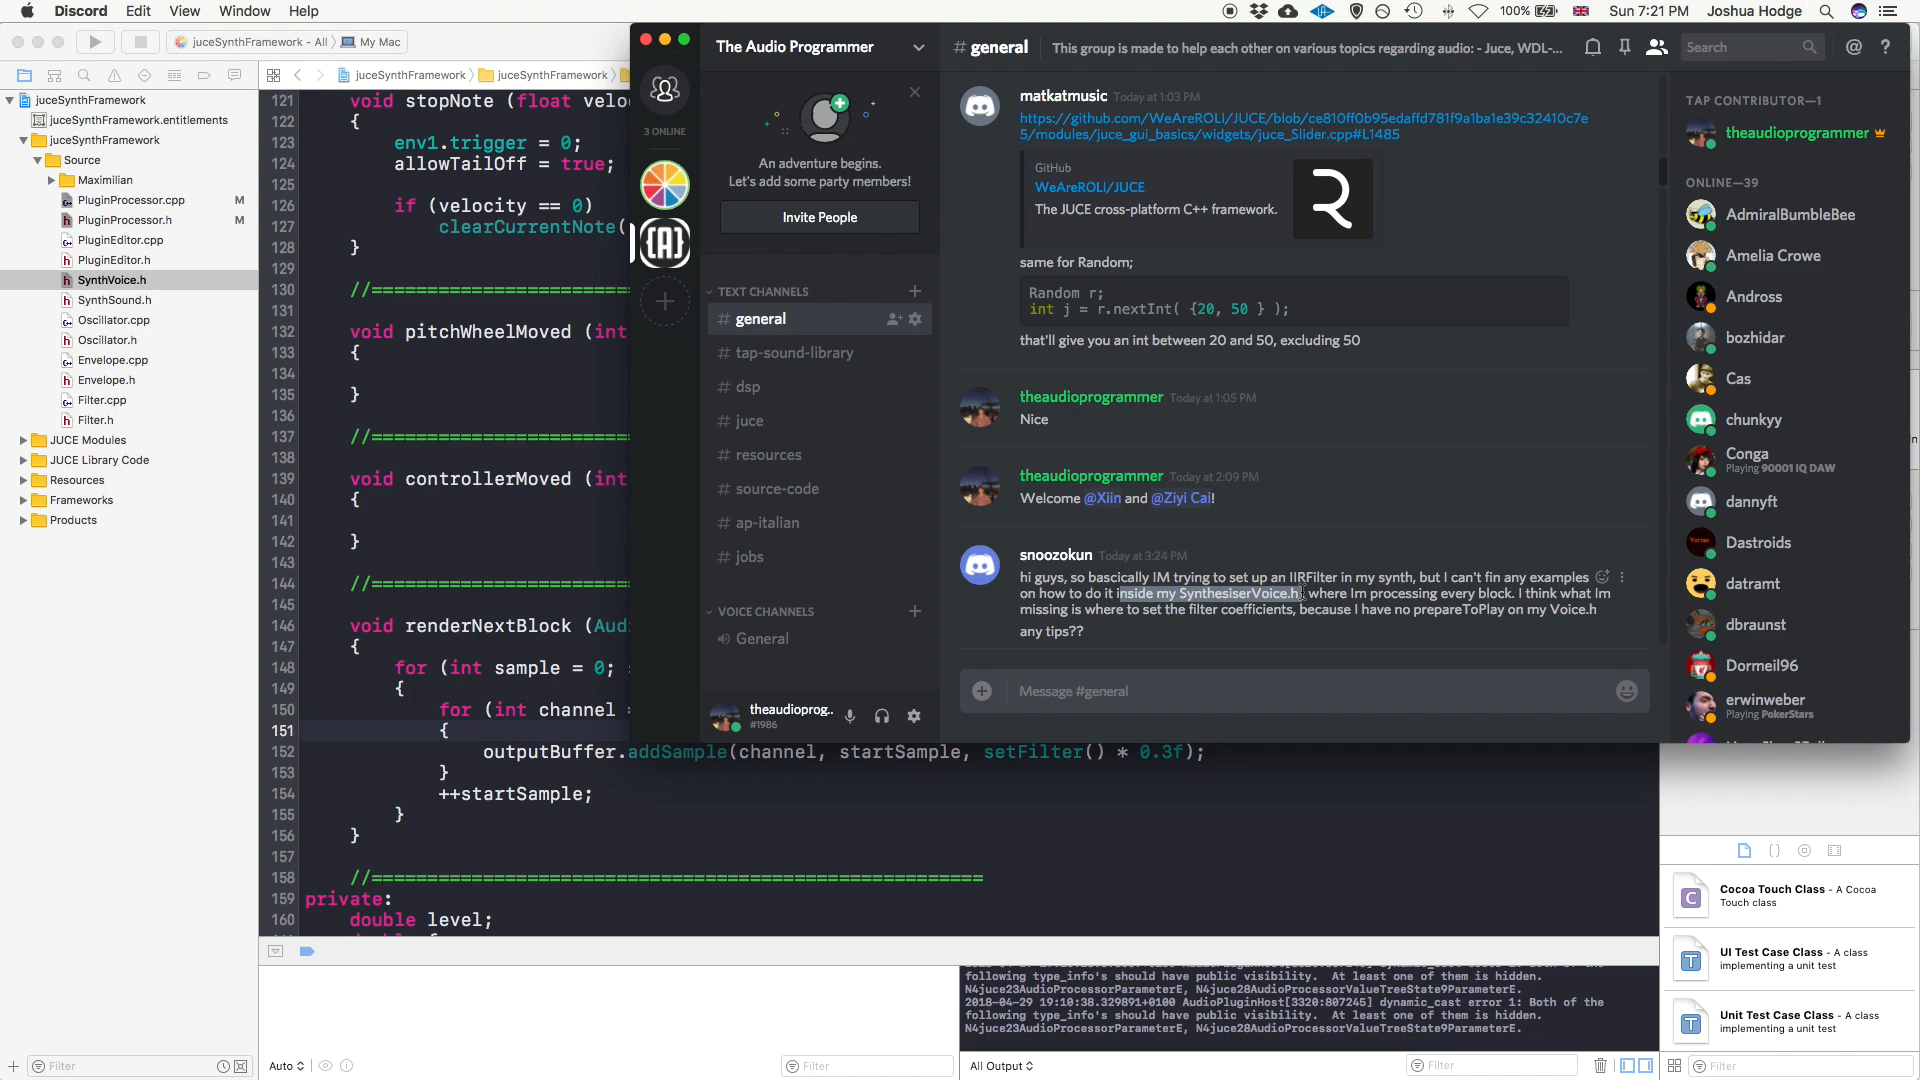 Discord Edit View Window Help
100% Sun 7:21 PM Joshua Hodge
juceSynthFramework - All My Mac
juceSynthFramework juceSynthFramework
juceSynthFramework
juceSynthFramework.entitlements
juceSynthFramework
Source
Maximilian
PluginProcessor.cpp M
PluginProcessor.h M
PluginEditor.cpp
PluginEditor.h
SynthVoice.h
SynthSound.h
Oscillator.cpp
Oscillator.h
Envelope.cpp
Envelope.h
Filter.cpp
Filter.h
JUCE Modules
JUCE Library Code
Resources
Frameworks
Products
Filter
121 void stopNote (float velo
122 {
123 env1.trigger = 0;
124 allowTailOff = true;
125
126 if (velocity == 0)
127 clearCurrentNote(
128 }
129
130 //==========================
131
132 void pitchWheelMoved (int
133 {
134
135 }
136
137 //==========================
138
139 void controllerMoved (int
140 {
141
142 }
143
144 //==========================
145
146 void renderNextBlock (Aud
147 {
148 for (int sample = 0;
149 {
150 for (int channel =
151 {
152 outputBuffer.addSample(channel, startSample, setFilter() * 0.3f);
153 }
154 ++startSample;
155 }
156 }
157
158 //=======================================================
159 private:
160 double level;
The Audio Programmer
3 ONLINE
An adventure begins.
Let's add some party members!
Invite People
TEXT CHANNELS
# general
# tap-sound-library
# dsp
# juce
# resources
# source-code
# ap-italian
# jobs
VOICE CHANNELS
General
theaudioprog..
#1986
# general This group is made to help each other on various topics regarding audio: - Juce, WDL-...
Search
matkatmusic Today at 1:03 PM
https://github.com/WeAreROLI/JUCE/blob/ce810ff0b95edaffd781f9a1ba1e39c32410c7e
5/modules/juce_gui_basics/widgets/juce_Slider.cpp#L1485
GitHub
WeAreROLI/JUCE
The JUCE cross-platform C++ framework.
same for Random;
Random r;
int j = r.nextInt( {20, 50 } );
that'll give you an int between 20 and 50, excluding 50
theaudioprogrammer Today at 1:05 PM
Nice
theaudioprogrammer Today at 2:09 PM
Welcome @Xiin and @Ziyi Cai!
snoozokun Today at 3:24 PM
hi guys, so bascically IM trying to set up an IIRFilter in my synth, but I can't fin any examples
on how to do it inside my SynthesiserVoice.h, where Im processing every block. I think what Im
missing is where to set the filter coefficients, because I have no prepareToPlay on my Voice.h
any tips??
Message #general
TAP CONTRIBUTOR—1
theaudioprogrammer
ONLINE—39
AdmiralBumbleBee
Amelia Crowe
Andross
bozhidar
Cas
chunkyy
Conga
Playing 90001 IQ DAW
dannyft
Dastroids
datramt
dbraunst
Dormeil96
erwinweber
Playing PokerStars
Auto
Filter
following type_info's should have public visibility. At least one of them is hidden.
N4juce23AudioProcessorParameterE, N4juce28AudioProcessorValueTreeState9ParameterE.
2018-04-29 19:10:38.329891+0100 AudioPluginHost[3320:807245] dynamic_cast error 1: Both of the
following type_info's should have public visibility. At least one of them is hidden.
N4juce23AudioProcessorParameterE, N4juce28AudioProcessorValueTreeState9ParameterE.
All Output
Filter
Cocoa Touch Class - A Cocoa
Touch class
UI Test Case Class - A class
implementing a unit test
Unit Test Case Class - A class
implementing a unit test
Filter